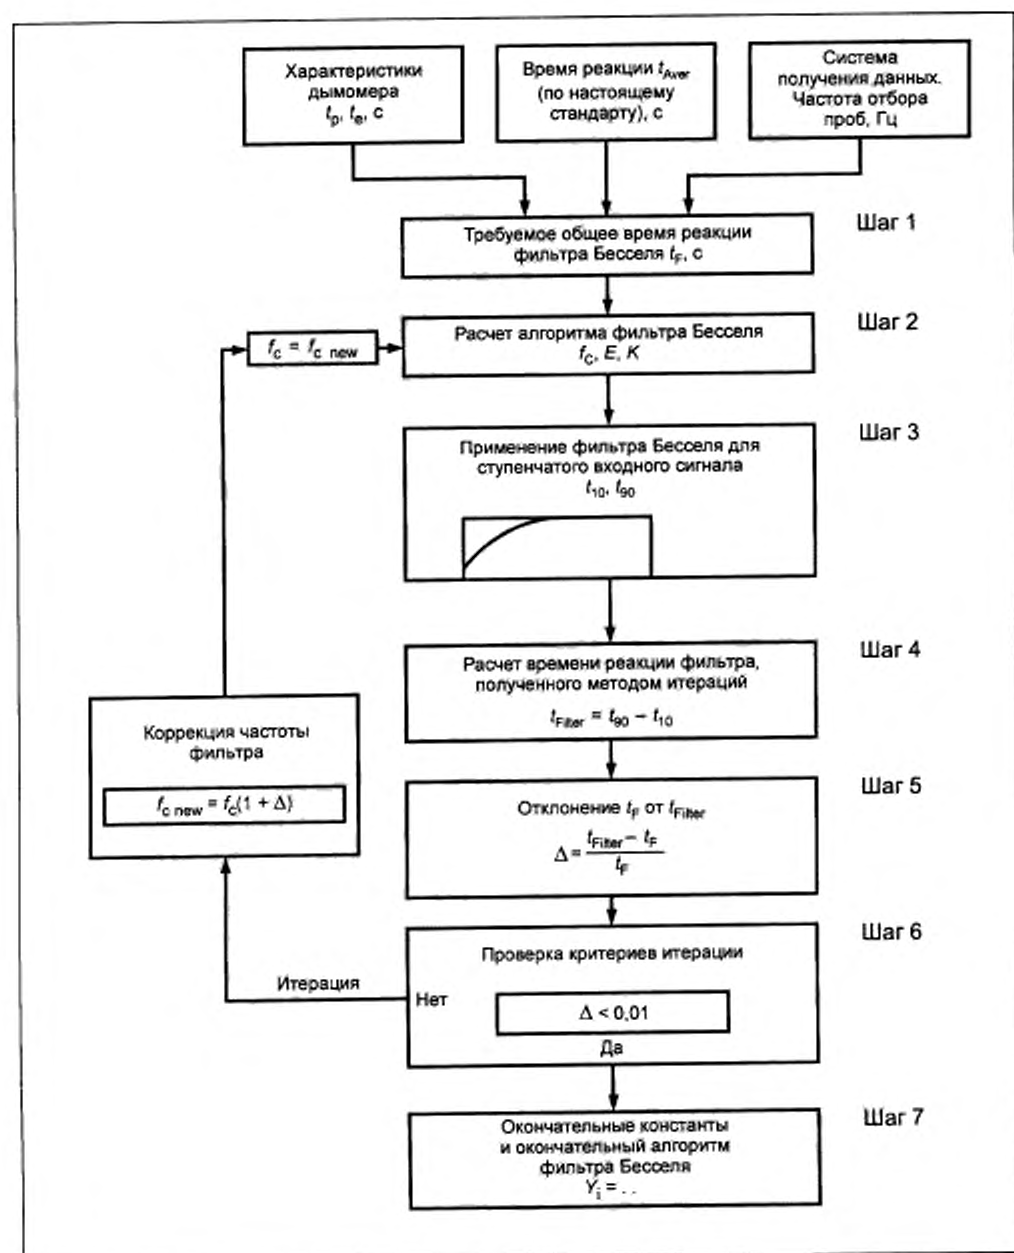 Характеристики
дымомера
tp, te, с
Время реакции tAver
(по настоящему
стандарту), с
Система
получения данных.
Частота отбора
проб, Гц
Шаг 1
Требуемое общее время реакции
фильтра Бесселя tF, с
Шаг 2
Расчет алгоритма фильтра Бесселя
fC, E, K
fc = fc new
Шаг 3
Применение фильтра Бесселя для
ступенчатого входного сигнала
t10, t90
Шаг 4
Расчет времени реакции фильтра,
полученного методом итераций
tFilter = t90 − t10
Коррекция частоты
фильтра
fc new = fc(1 + Δ)
Шаг 5
Отклонение tF от tFilter
Δ = (tFilter − tF) / tF
Шаг 6
Проверка критериев итерации
Итерация
Нет
Δ < 0,01
Да
Шаг 7
Окончательные константы
и окончательный алгоритм
фильтра Бесселя
Yi = . .